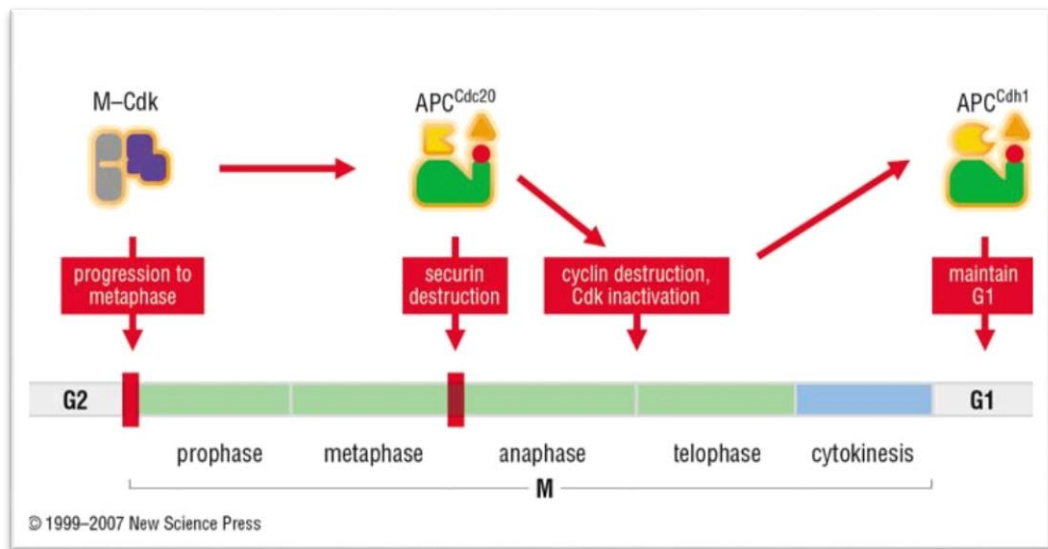 M–Cdk
APC^Cdc20
APC^Cdh1
progression to
metaphase
securin
destruction
cyclin destruction,
Cdk inactivation
maintain
G1
G2
G1
prophase
metaphase
anaphase
telophase
cytokinesis
M
© 1999–2007 New Science Press